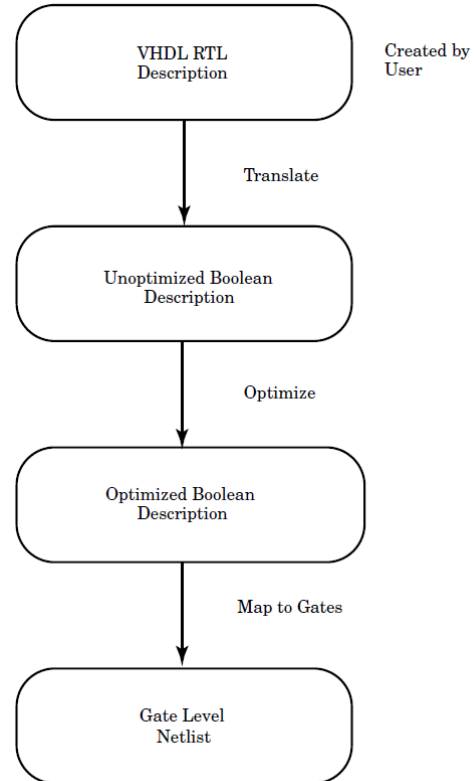 VHDL RTL
Description
Created by
User
Translate
Unoptimized Boolean
Description
Optimize
Optimized Boolean
Description
Map to Gates
Gate Level
Netlist